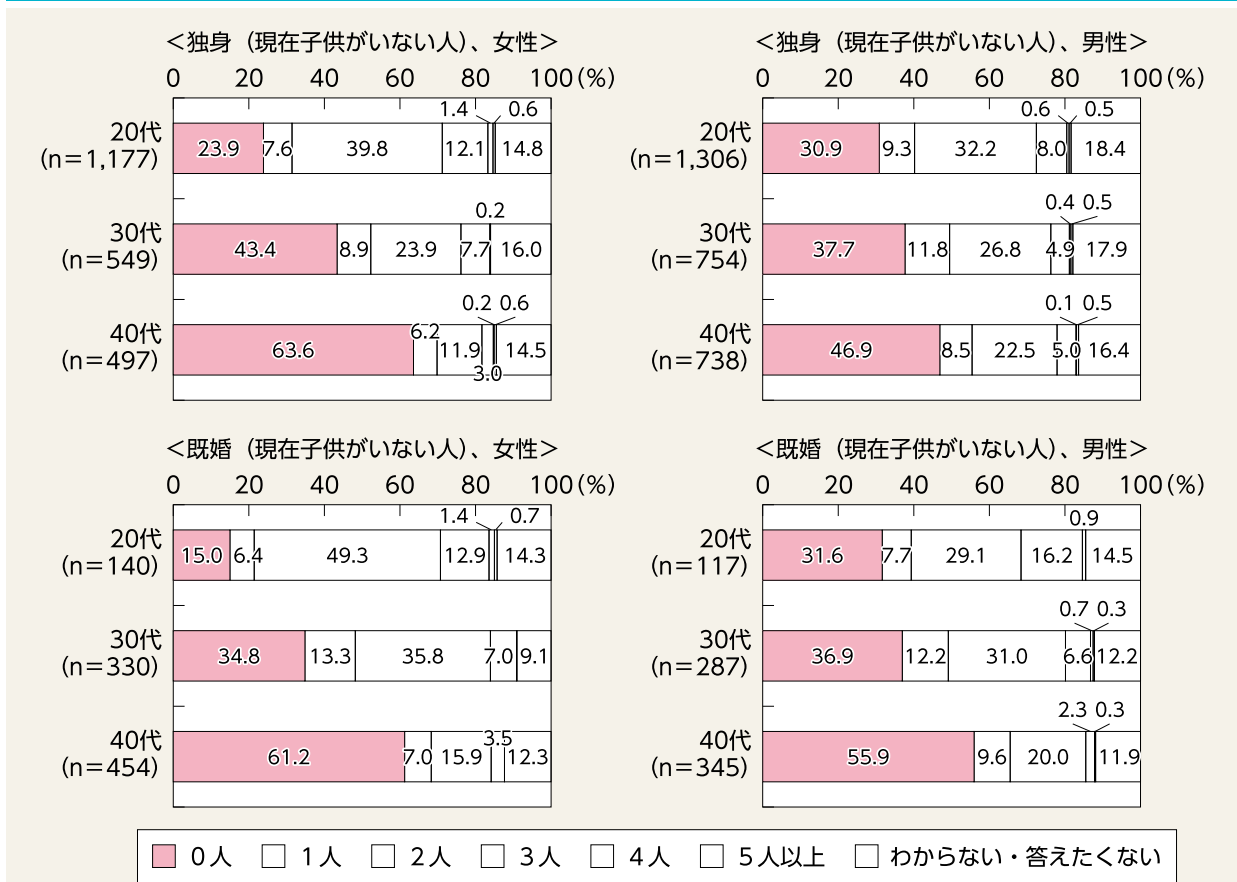 ＜独身（現在子供がいない人）、女性＞
0 20 40 60 80 100(%)
1.4 0.6
20代
(n＝1,177)
23.9 7.6 39.8 12.1 14.8
0.2
30代
(n＝549)
43.4 8.9 23.9 7.7 16.0
0.2 0.6
40代
(n＝497)
63.6 6.2 11.9 3.0 14.5
＜独身（現在子供がいない人）、男性＞
0 20 40 60 80 100(%)
0.6 0.5
20代
(n＝1,306)
30.9 9.3 32.2 8.0 18.4
0.4 0.5
30代
(n＝754)
37.7 11.8 26.8 4.9 17.9
0.1 0.5
40代
(n＝738)
46.9 8.5 22.5 5.0 16.4
＜既婚（現在子供がいない人）、女性＞
0 20 40 60 80 100(%)
1.4 0.7
20代
(n＝140)
15.0 6.4 49.3 12.9 14.3
30代
(n＝330)
34.8 13.3 35.8 7.0 9.1
40代
(n＝454)
61.2 7.0 15.9 3.5 12.3
＜既婚（現在子供がいない人）、男性＞
0 20 40 60 80 100(%)
0.9
20代
(n＝117)
31.6 7.7 29.1 16.2 14.5
0.7 0.3
30代
(n＝287)
36.9 12.2 31.0 6.6 12.2
2.3 0.3
40代
(n＝345)
55.9 9.6 20.0 11.9
０人 １人 ２人 ３人 ４人 ５人以上 わからない・答えたくない